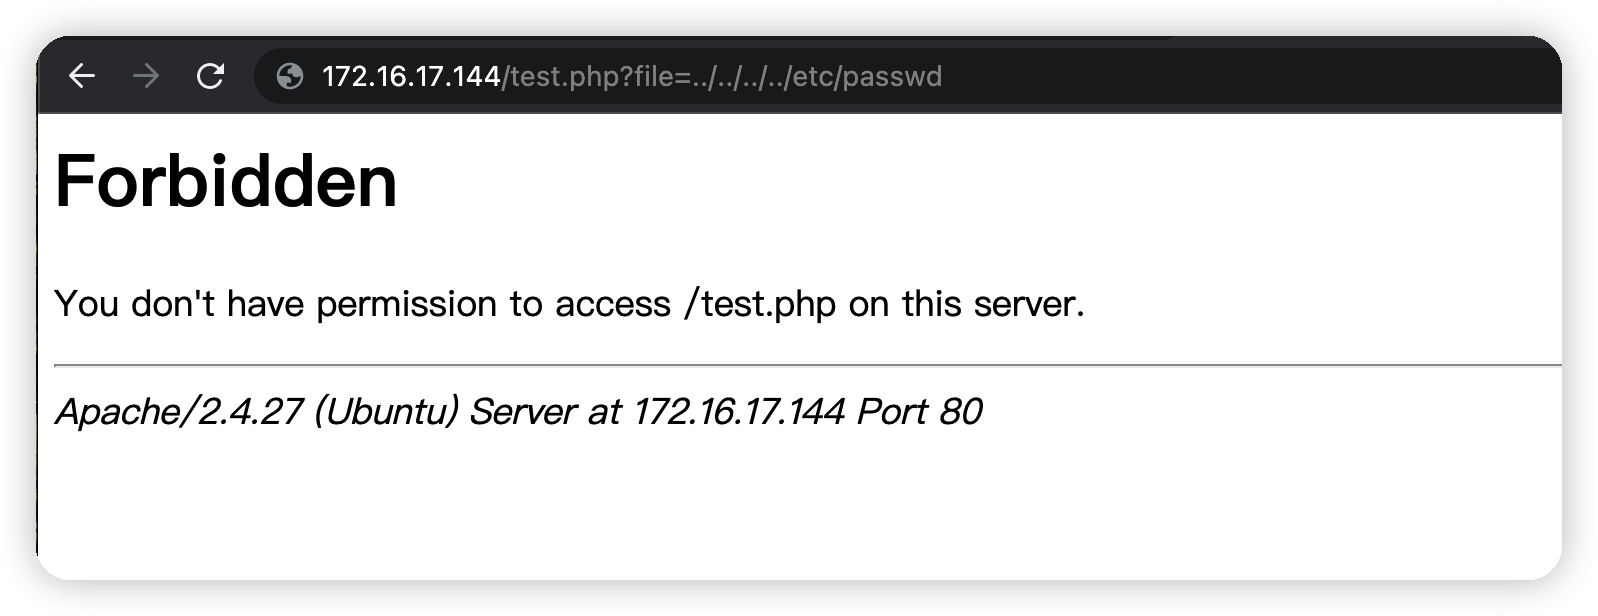 172.16.17.144/test.php?file=../../../../etc/passwd
Forbidden
You don't have permission to access /test.php on this server.
Apache/2.4.27 (Ubuntu) Server at 172.16.17.144 Port 80